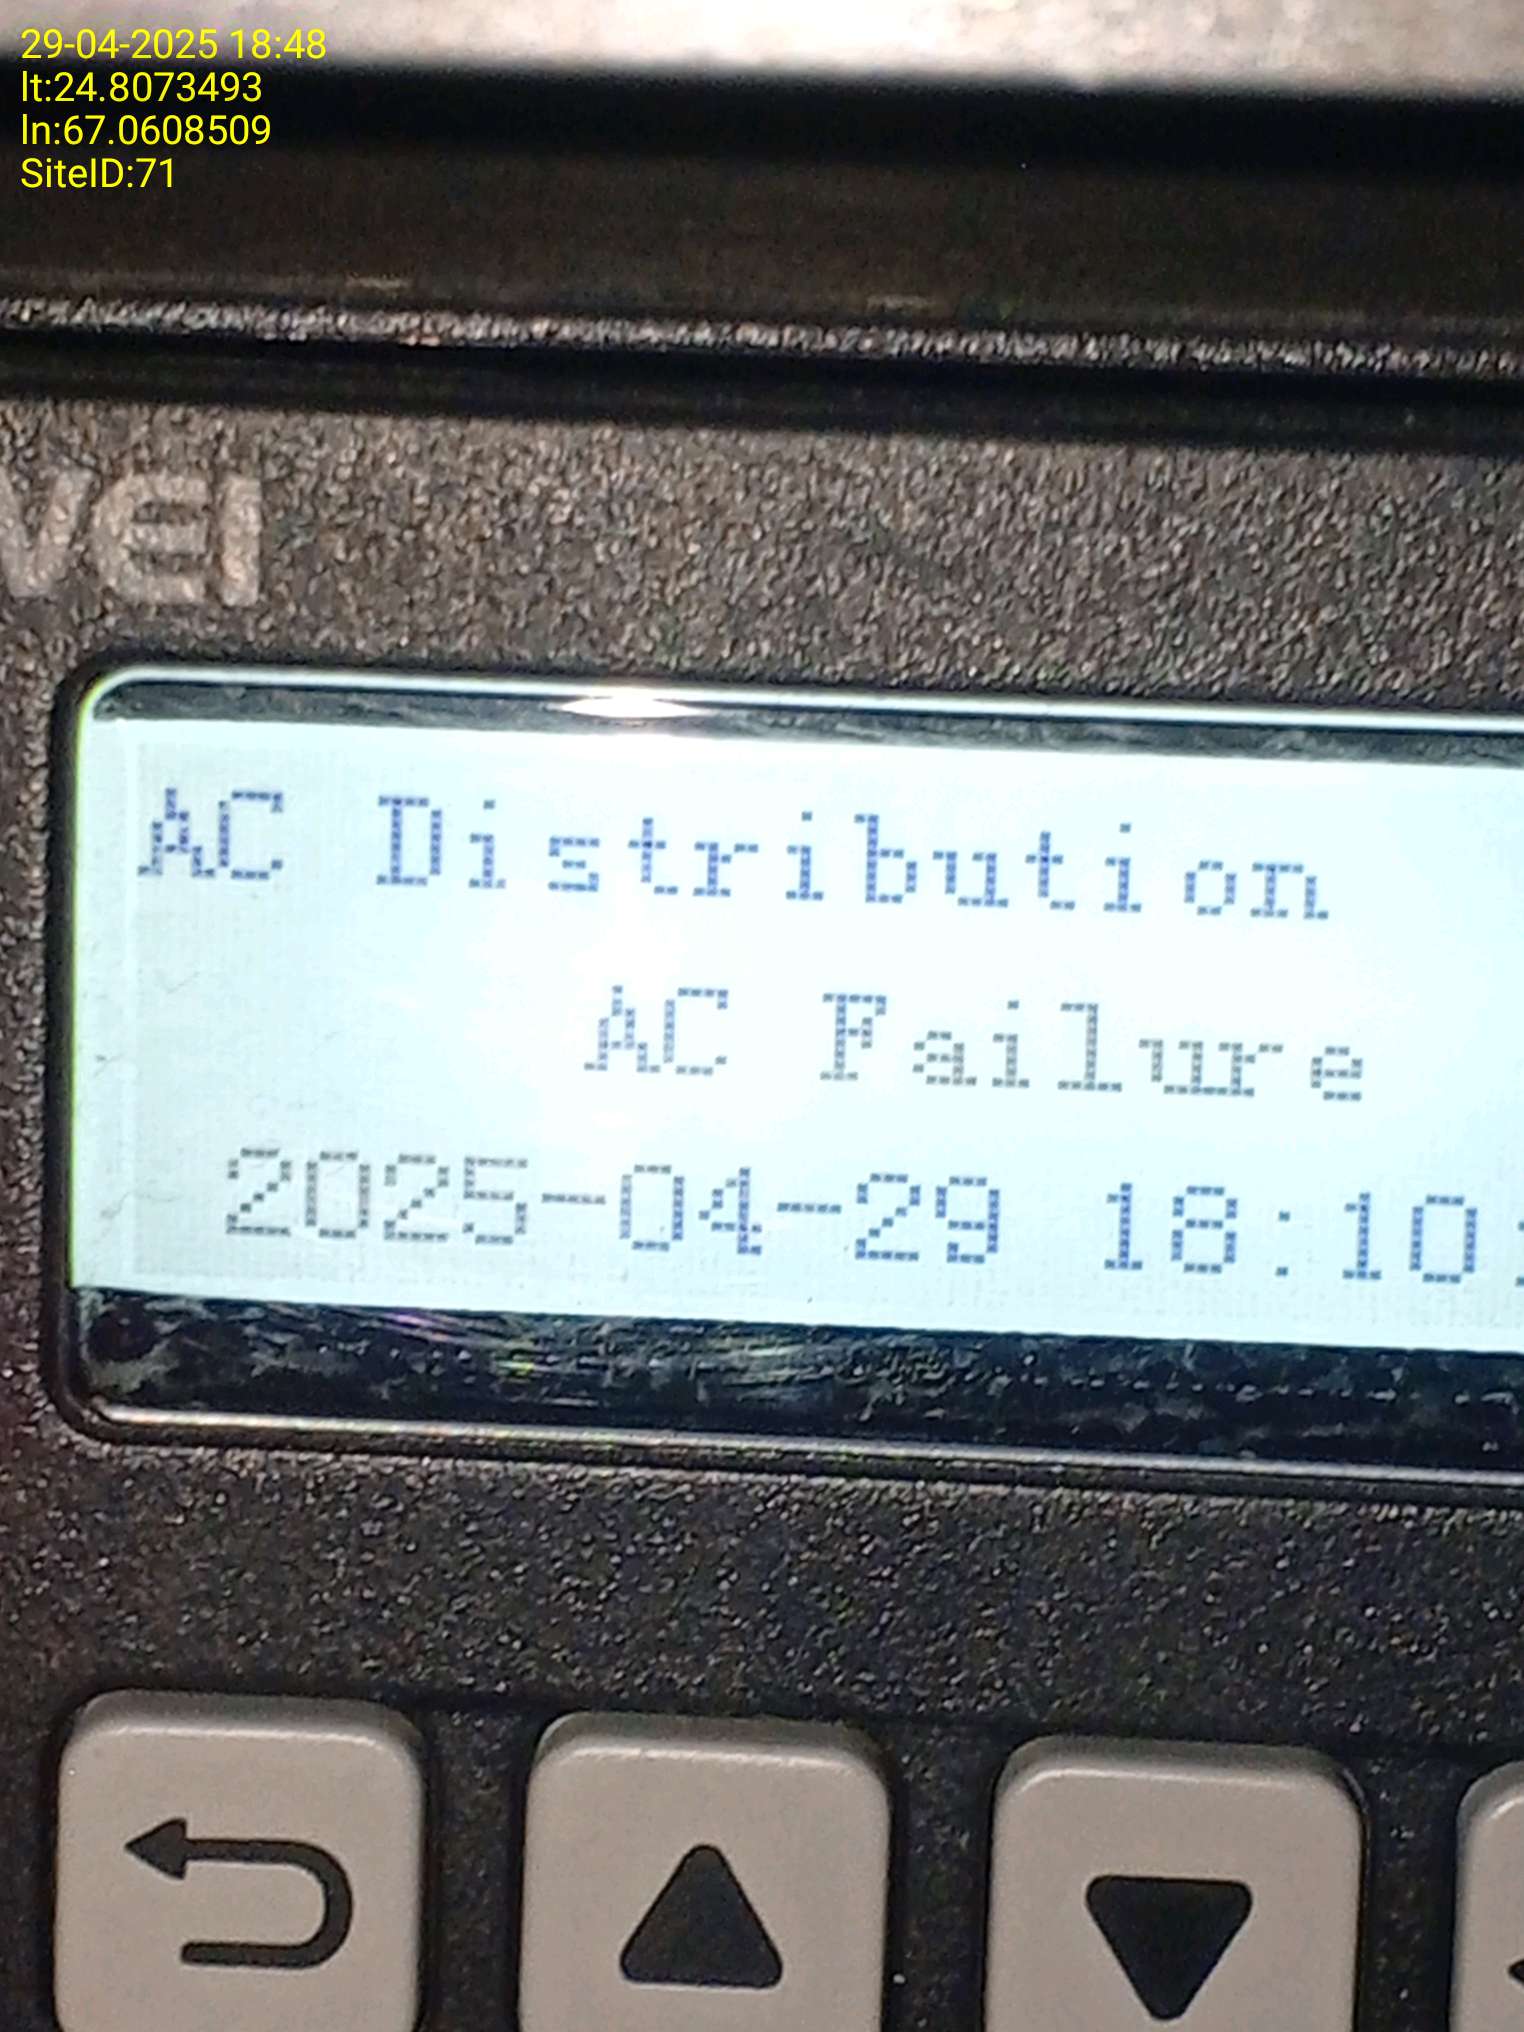 29-04-2025 18:48
lt:24.8073493
ln:67.0608509
SiteID:71
WEI
AC Distribution
AC Failure
2025-04-29 18:10: